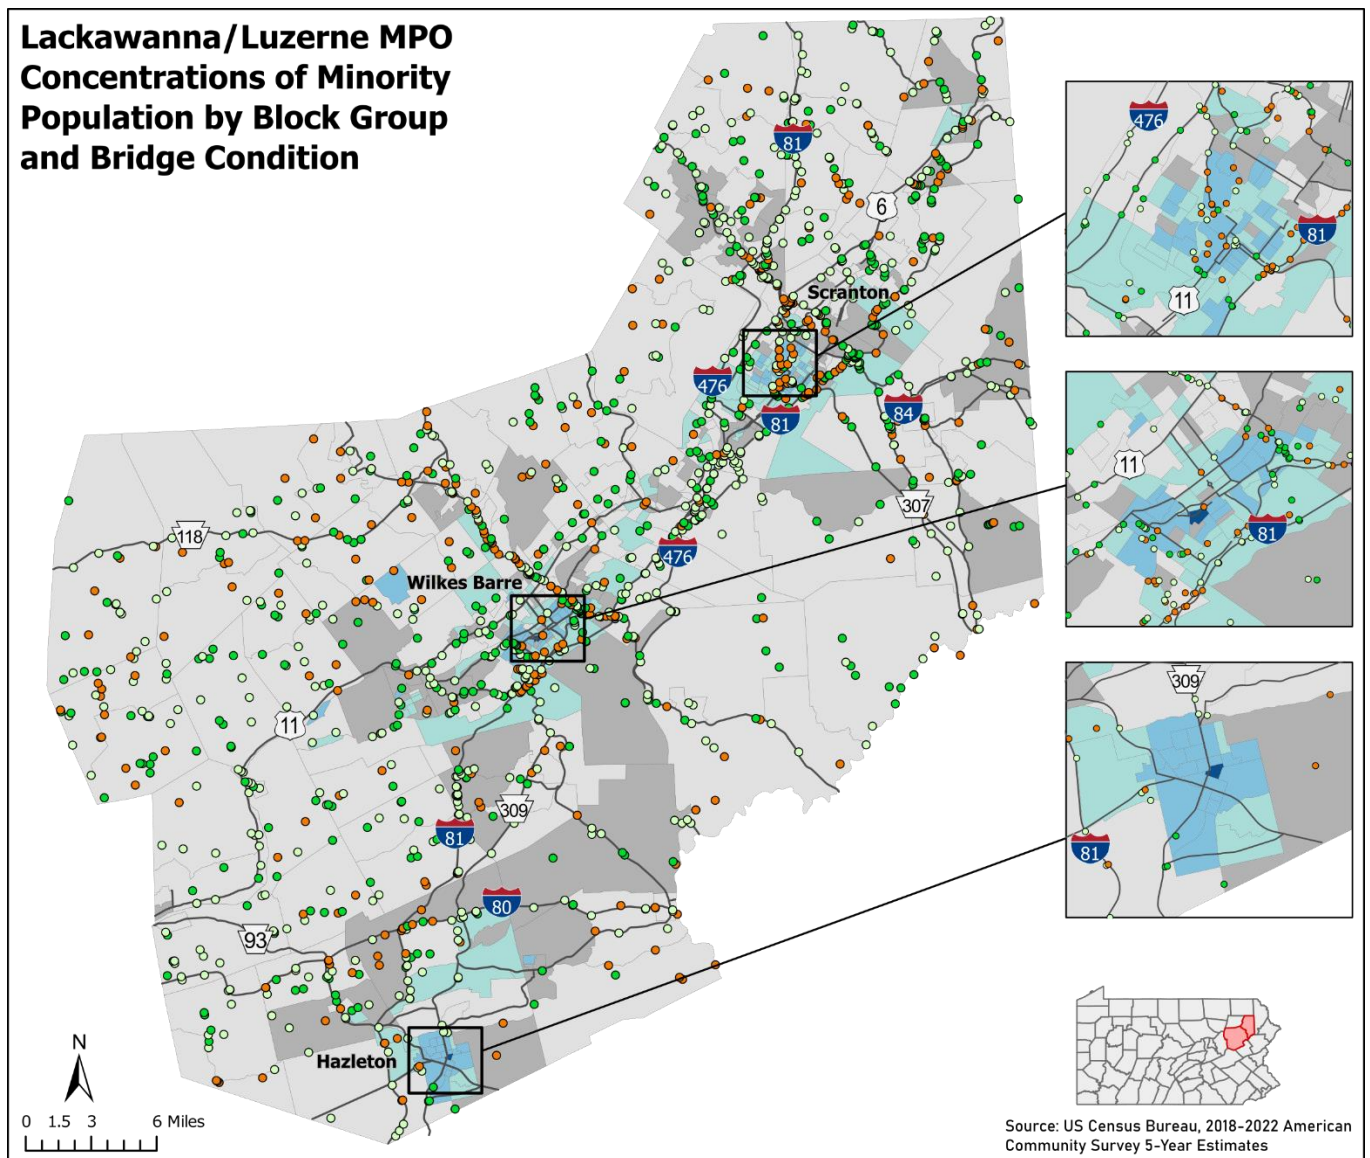 Lackawanna/Luzerne MPO
Concentrations of Minority
Population by Block Group
and Bridge Condition
81
6
Scranton
476
81
84
307
476
118
Wilkes Barre
11
309
81
80
93
Hazleton
476
81
11
11
81
309
81
N
0 1.5 3 6 Miles
Source: US Census Bureau, 2018-2022 American
Community Survey 5-Year Estimates